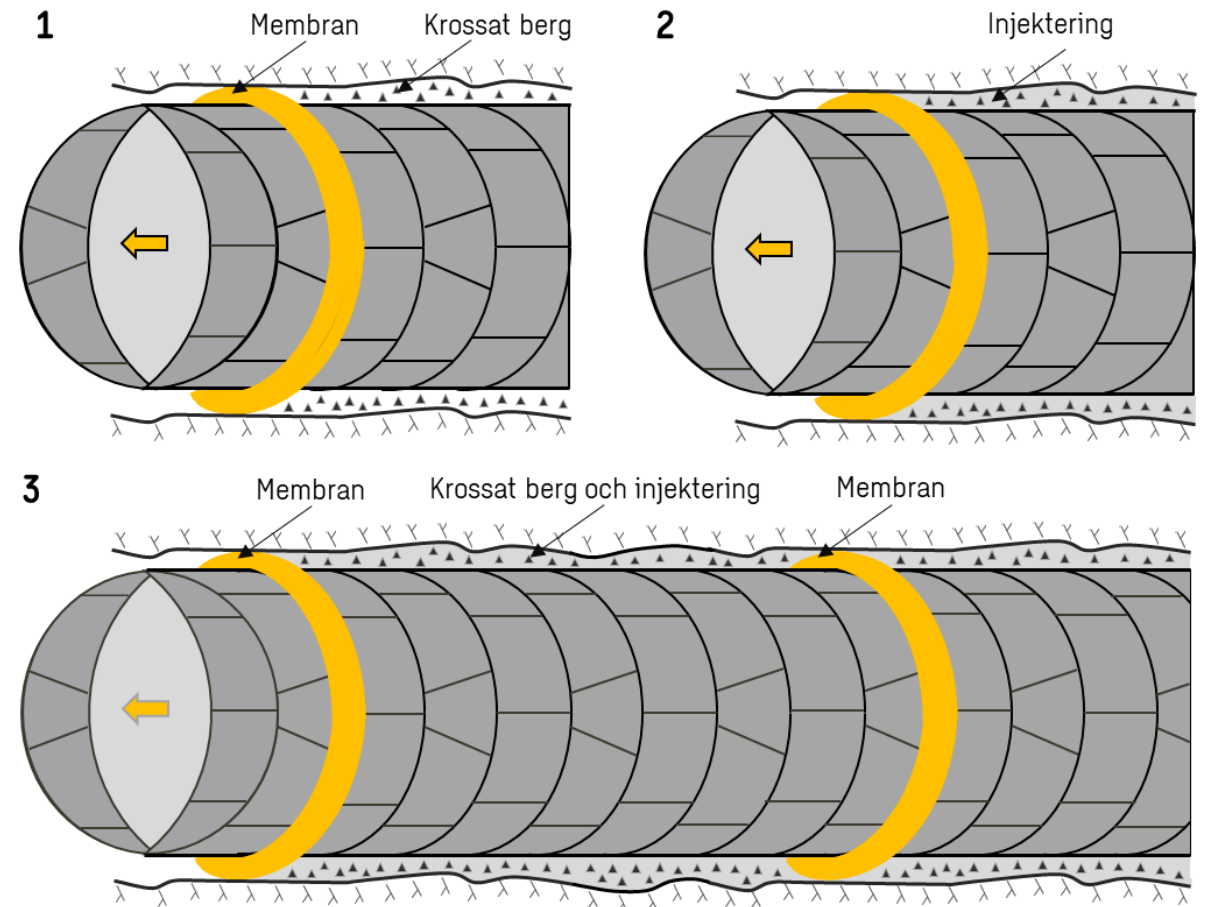 1
Membran
Krossat berg
2
Injektering
3
Membran
Krossat berg och injektering
Membran